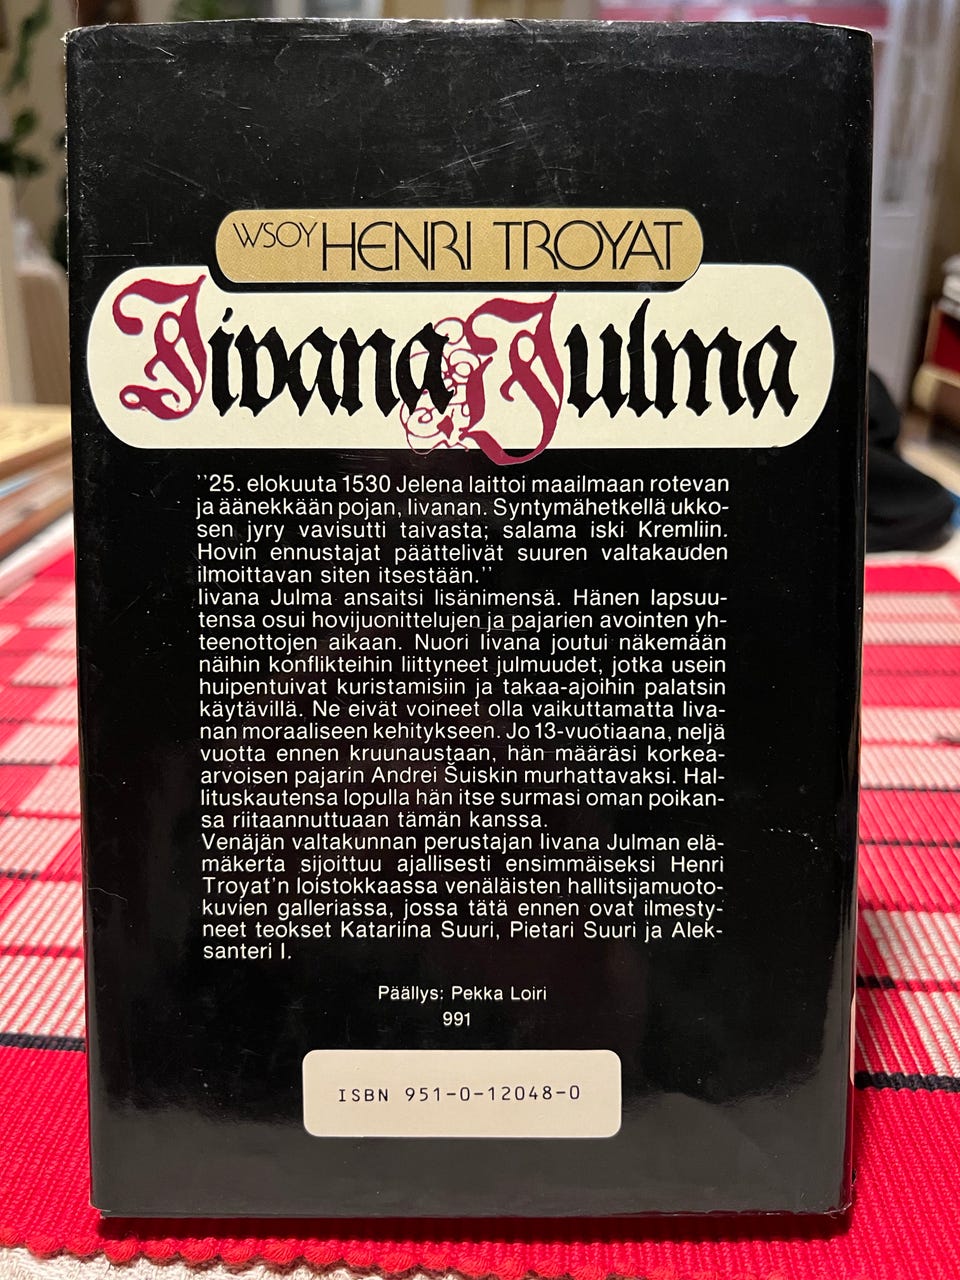 WSOY HENRI TROYAT
Iivana Julma
''25. elokuuta 1530 Jelena laittoi maailmaan rotevan
ja äänekkään pojan, Iivanan. Syntymähetkellä ukko-
sen jyry vavisutti taivasta; salama iski Kremliin.
Hovin ennustajat päättelivät suuren valtakauden
ilmoittavan siten itsestään.''
Iivana Julma ansaitsi lisänimensä. Hänen lapsuu-
tensa osui hovijuonittelujen ja pajarien avointen yh-
teenottojen aikaan. Nuori Iivana joutui näkemään
näihin konflikteihin liittyneet julmuudet, jotka usein
huipentuivat kuristamisiin ja takaa-ajoihin palatsin
käytävillä. Ne eivät voineet olla vaikuttamatta Iiva-
nan moraaliseen kehitykseen. Jo 13-vuotiaana, neljä
vuotta ennen kruunaustaan, hän määräsi korkea-
arvoisen pajarin Andrei Šuiskin murhattavaksi. Hal-
lituskautensa lopulla hän itse surmasi oman poikan-
sa riitaannuttuaan tämän kanssa.
Venäjän valtakunnan perustajan Iivana Julman elä-
mäkerta sijoittuu ajallisesti ensimmäiseksi Henri
Troyat'n loistokkaassa venäläisten hallitsijamuoto-
kuvien galleriassa, jossa tätä ennen ovat ilmesty-
neet teokset Katariina Suuri, Pietari Suuri ja Alek-
santeri I.
Päällys: Pekka Loiri
991
ISBN 951-0-12048-0